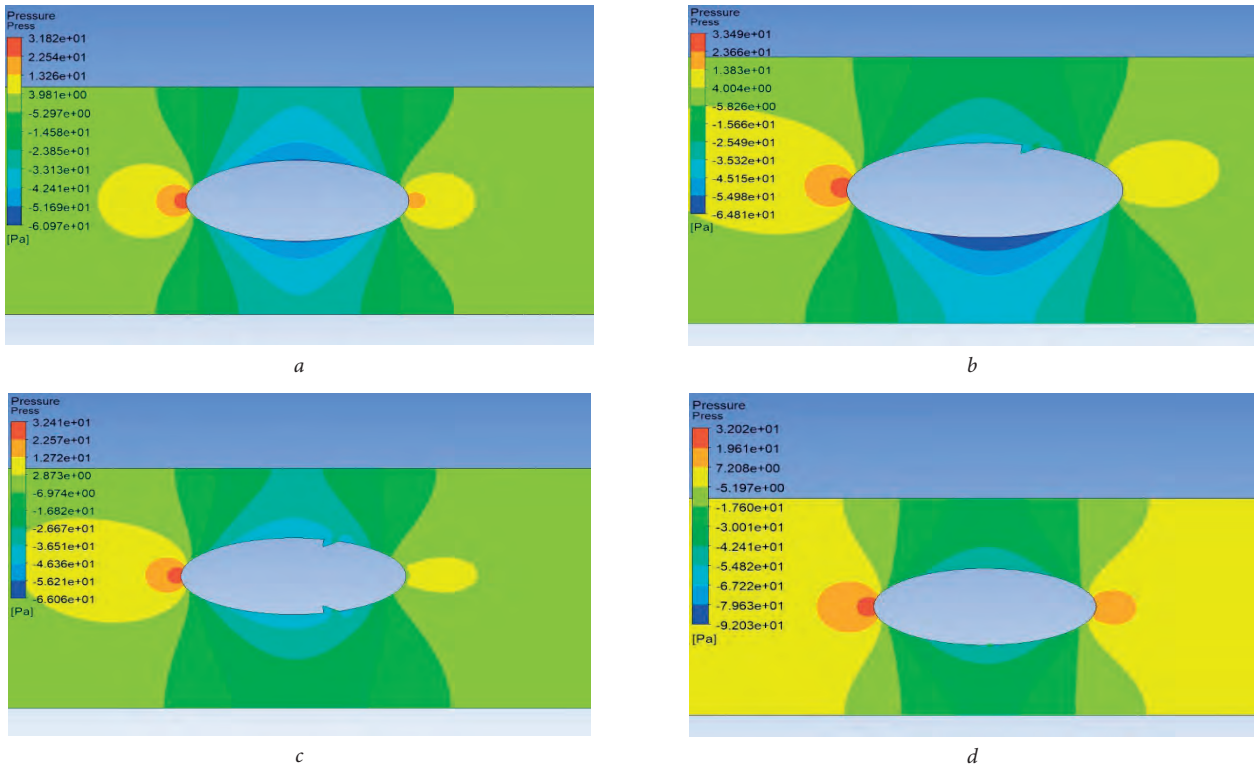 Pressure
Press
3.182e+01
2.254e+01
1.326e+01
3.981e+00
-5.297e+00
-1.458e+01
-2.385e+01
-3.313e+01
-4.241e+01
-5.169e+01
-6.097e+01
[Pa]
a
Pressure
Press
3.349e+01
2.366e+01
1.383e+01
4.004e+00
-5.826e+00
-1.566e+01
-2.549e+01
-3.532e+01
-4.515e+01
-5.498e+01
-6.481e+01
[Pa]
b
Pressure
Press
3.241e+01
2.257e+01
1.272e+01
2.873e+00
-6.974e+00
-1.682e+01
-2.667e+01
-3.651e+01
-4.636e+01
-5.621e+01
-6.606e+01
[Pa]
c
Pressure
Press
3.202e+01
1.961e+01
7.208e+00
-5.197e+00
-1.760e+01
-3.001e+01
-4.241e+01
-5.482e+01
-6.722e+01
-7.963e+01
-9.203e+01
[Pa]
d